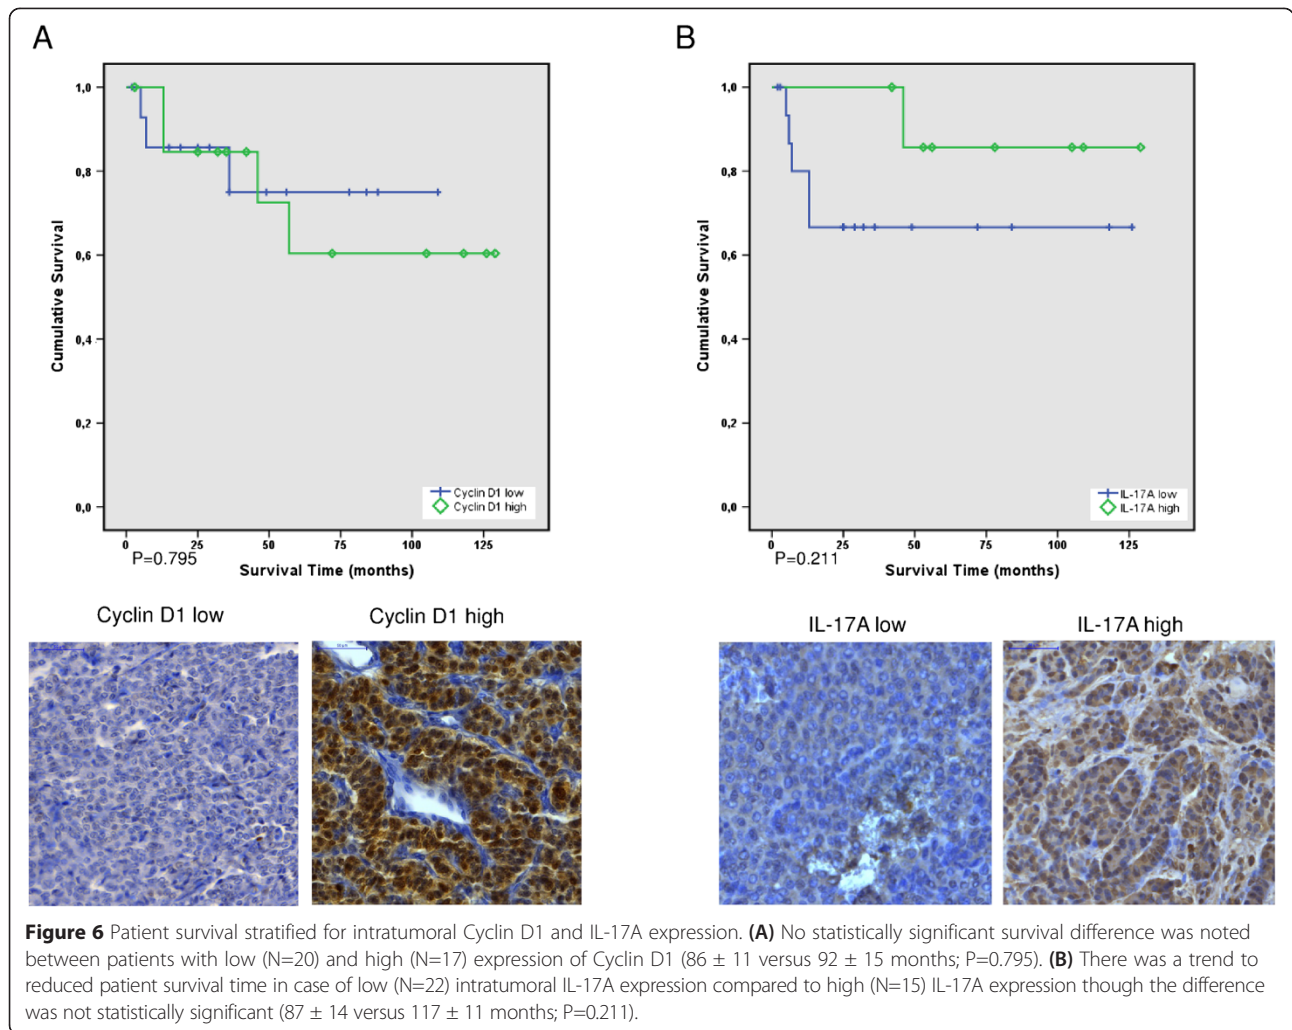 A
B
1,0
0,8
0,6
0,4
0,2
0,0
Cumulative Survival
Cyclin D1 low
Cyclin D1 high
0 25 50 75 100 125
P=0.795
Survival Time (months)
1,0
0,8
0,6
0,4
0,2
0,0
Cumulative Survival
IL-17A low
IL-17A high
0 25 50 75 100 125
P=0.211
Survival Time (months)
Cyclin D1 low
Cyclin D1 high
IL-17A low
IL-17A high
Figure 6 Patient survival stratified for intratumoral Cyclin D1 and IL-17A expression. (A) No statistically significant survival difference was noted
between patients with low (N=20) and high (N=17) expression of Cyclin D1 (86 ± 11 versus 92 ± 15 months; P=0.795). (B) There was a trend to
reduced patient survival time in case of low (N=22) intratumoral IL-17A expression compared to high (N=15) IL-17A expression though the difference
was not statistically significant (87 ± 14 versus 117 ± 11 months; P=0.211).